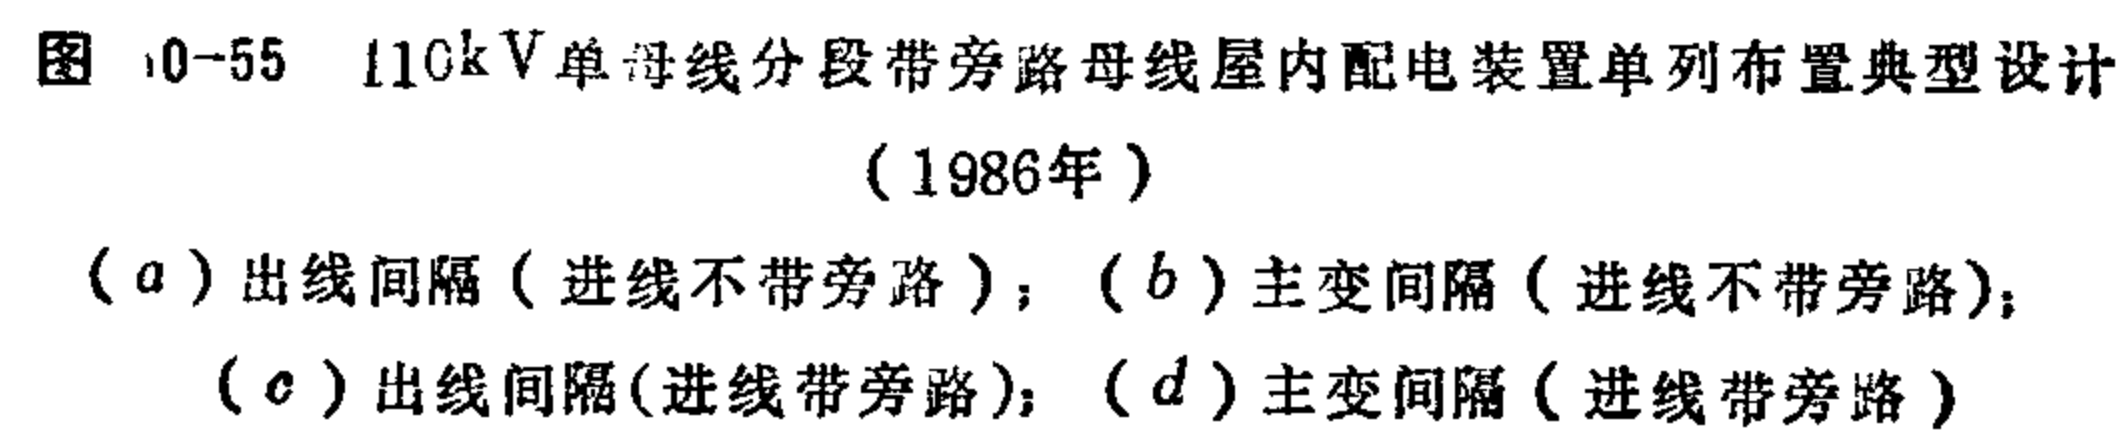 图 10-55 110kV单母线分段带旁路母线屋内配电装置单列布置典型设计
(1986年)
(a)出线间隔(进线不带旁路);(b)主变间隔(进线不带旁路);
(c)出线间隔(进线带旁路);(d)主变间隔(进线带旁路)